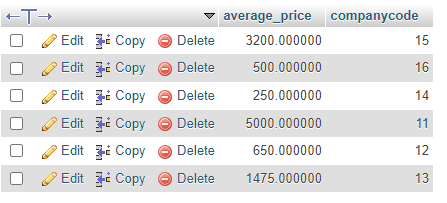 average_price companycode
Edit Copy Delete 3200.000000 15
Edit Copy Delete 500.000000 16
Edit Copy Delete 250.000000 14
Edit Copy Delete 5000.000000 11
Edit Copy Delete 650.000000 12
Edit Copy Delete 1475.000000 13